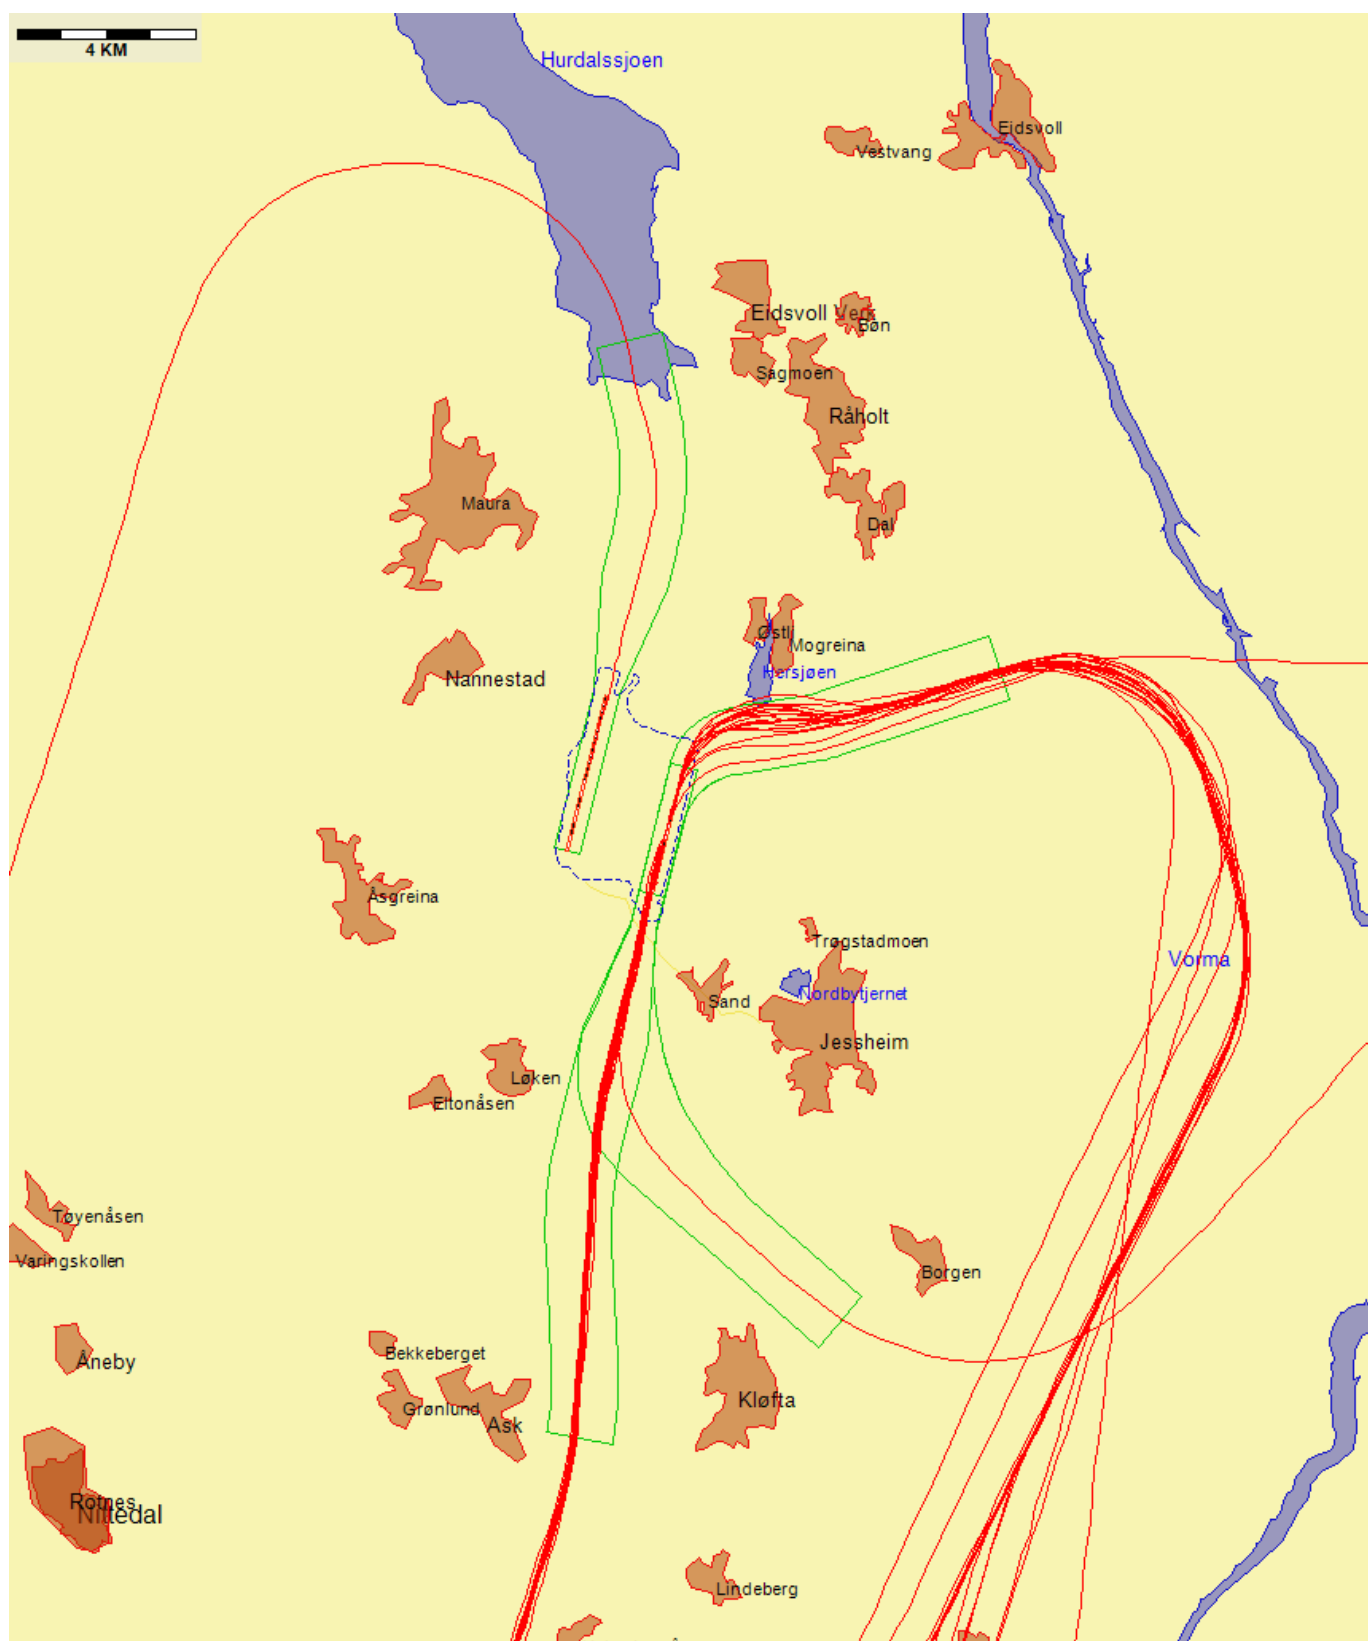 4 KM
Hurdalssjoen
Eidsvoll
Vestvang
Eidsvoll Verk
Bøn
Sagmoen
Råholt
Maura
Dal
Østli
Mogreina
Hersjøen
Nannestad
Åsgreina
Trøgstadmoen
Vorma
Nordbytjernet
Sand
Jessheim
Løken
Eltonåsen
Tøyenåsen
Varingskollen
Borgen
Bekkeberget
Åneby
Kløfta
Grønlund
Ask
Rotnes
Nittedal
Lindeberg